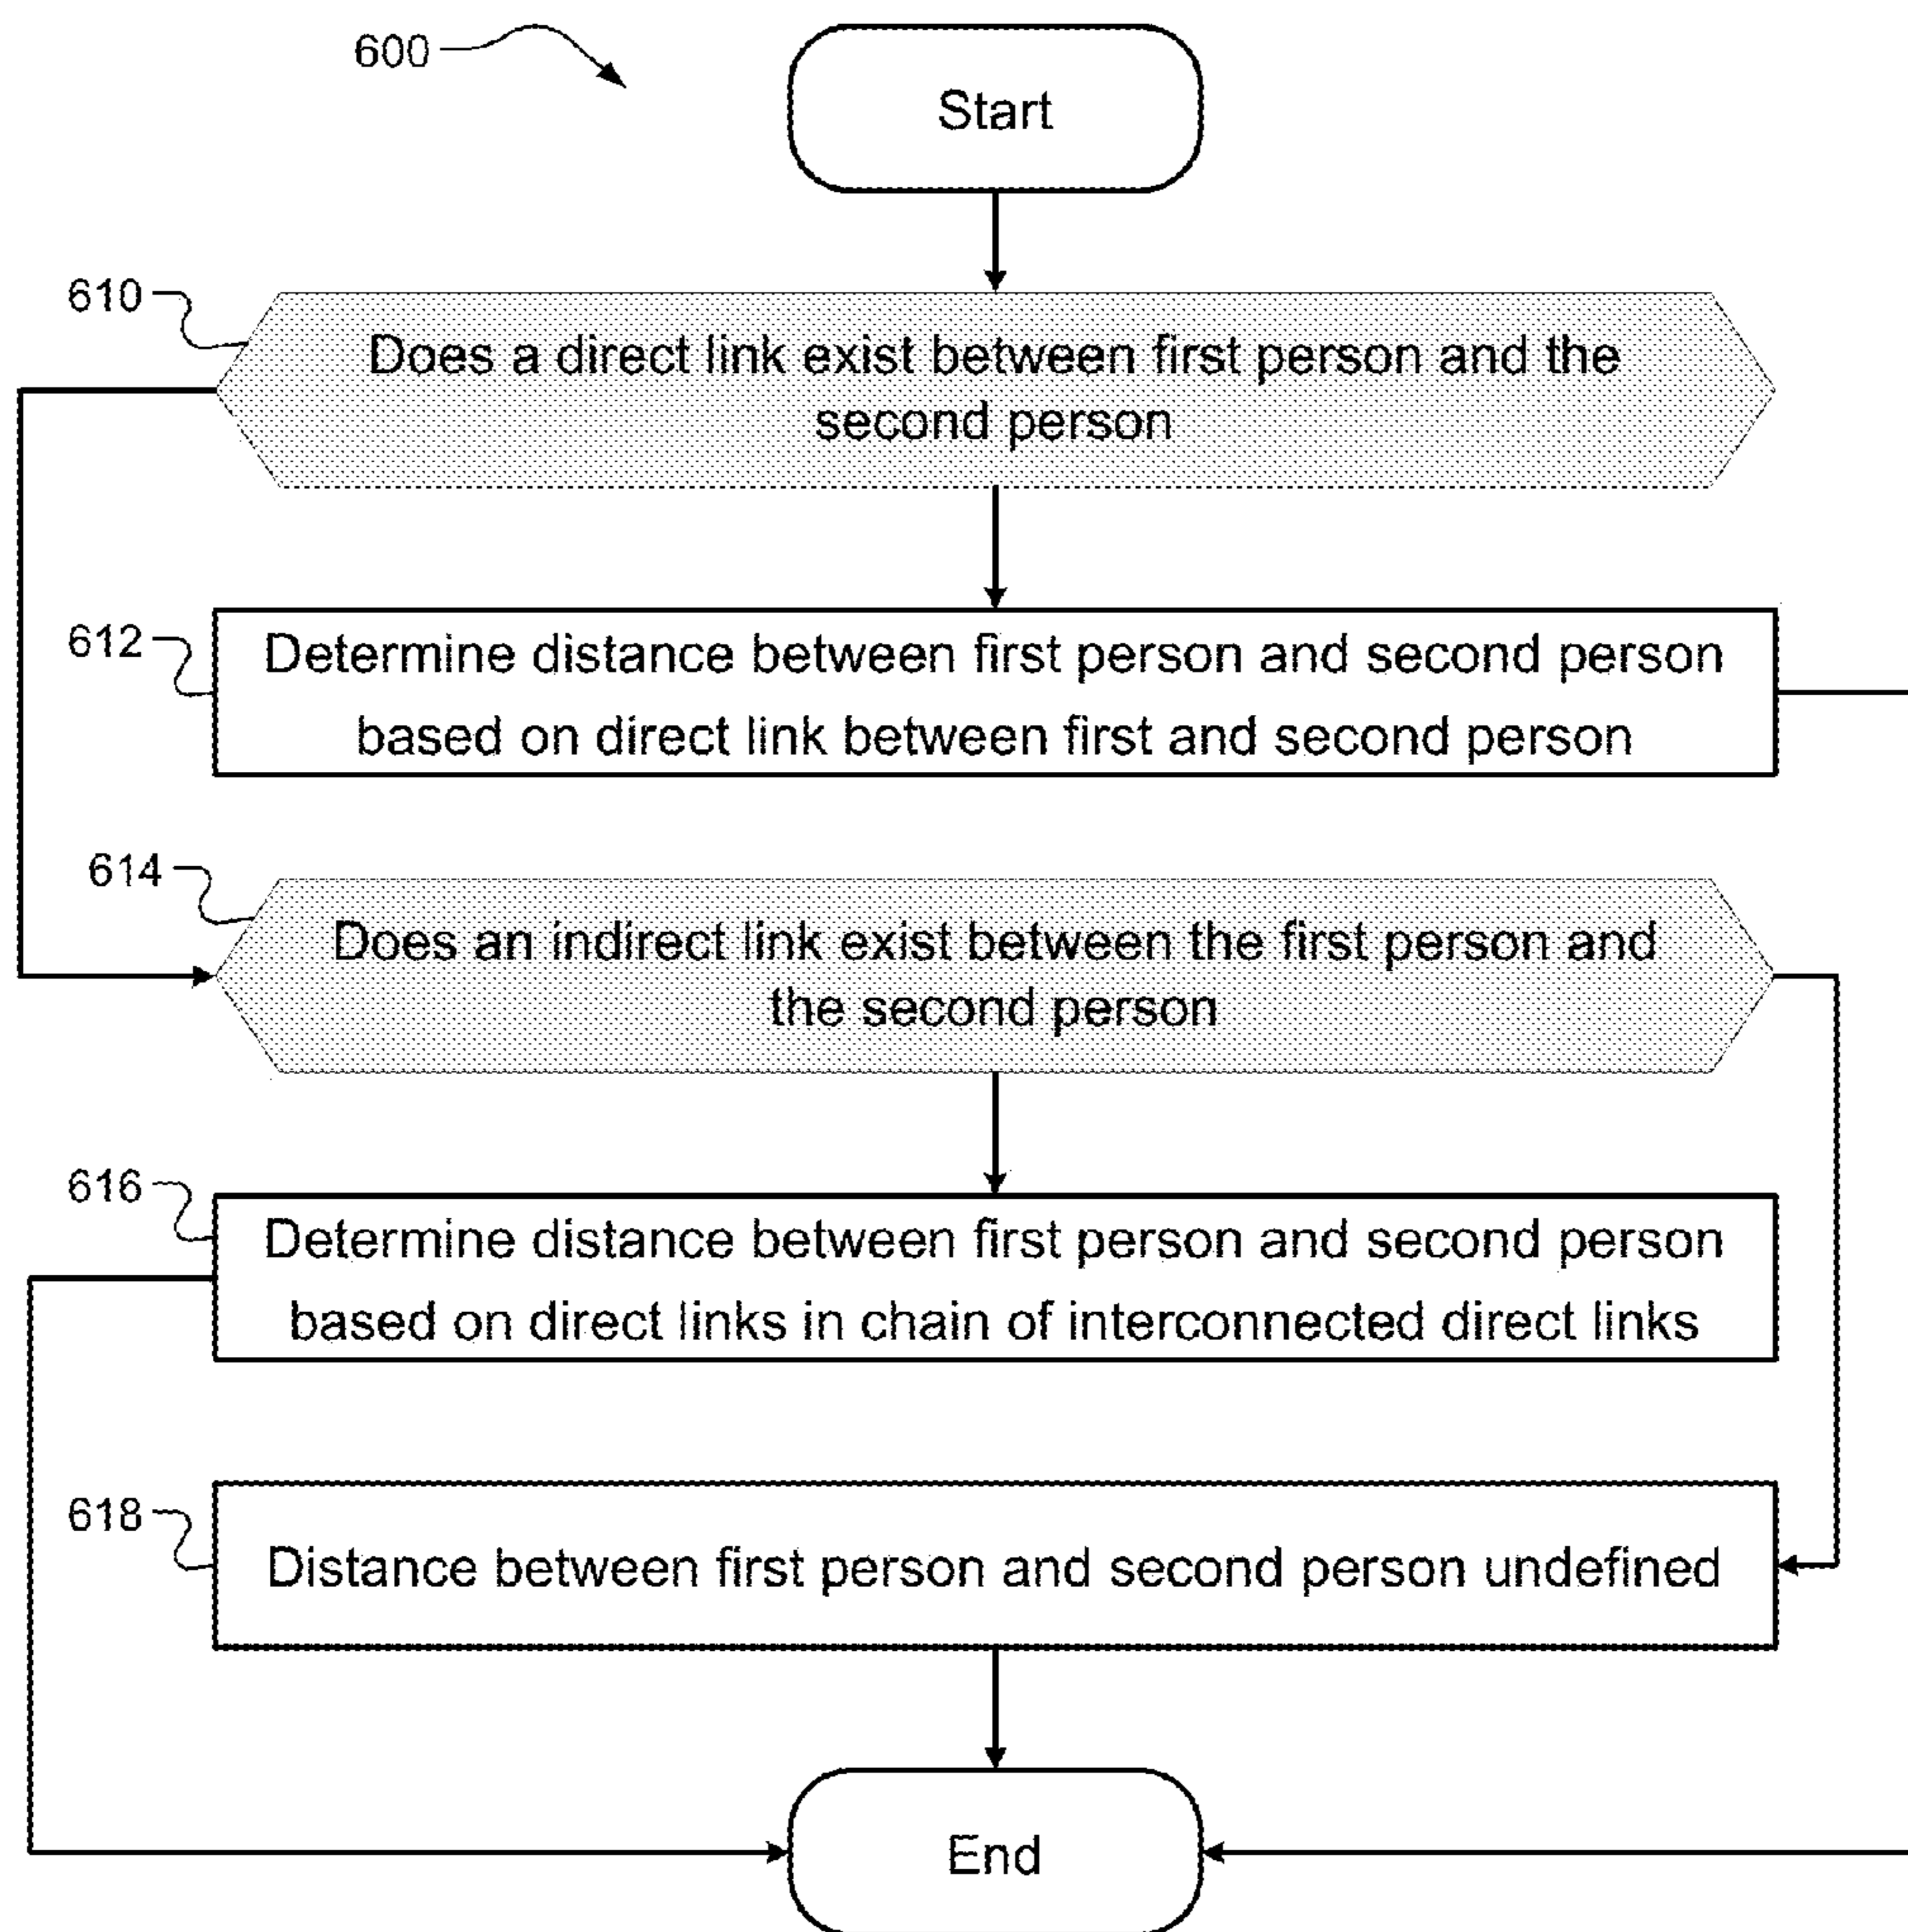 600
Start
610
Does a direct link exist between first person and the
second person
612
Determine distance between first person and second person
based on direct link between first and second person
614
Does an indirect link exist between the first person and
the second person
616
Determine distance between first person and second person
based on direct links in chain of interconnected direct links
618
Distance between first person and second person undefined
End